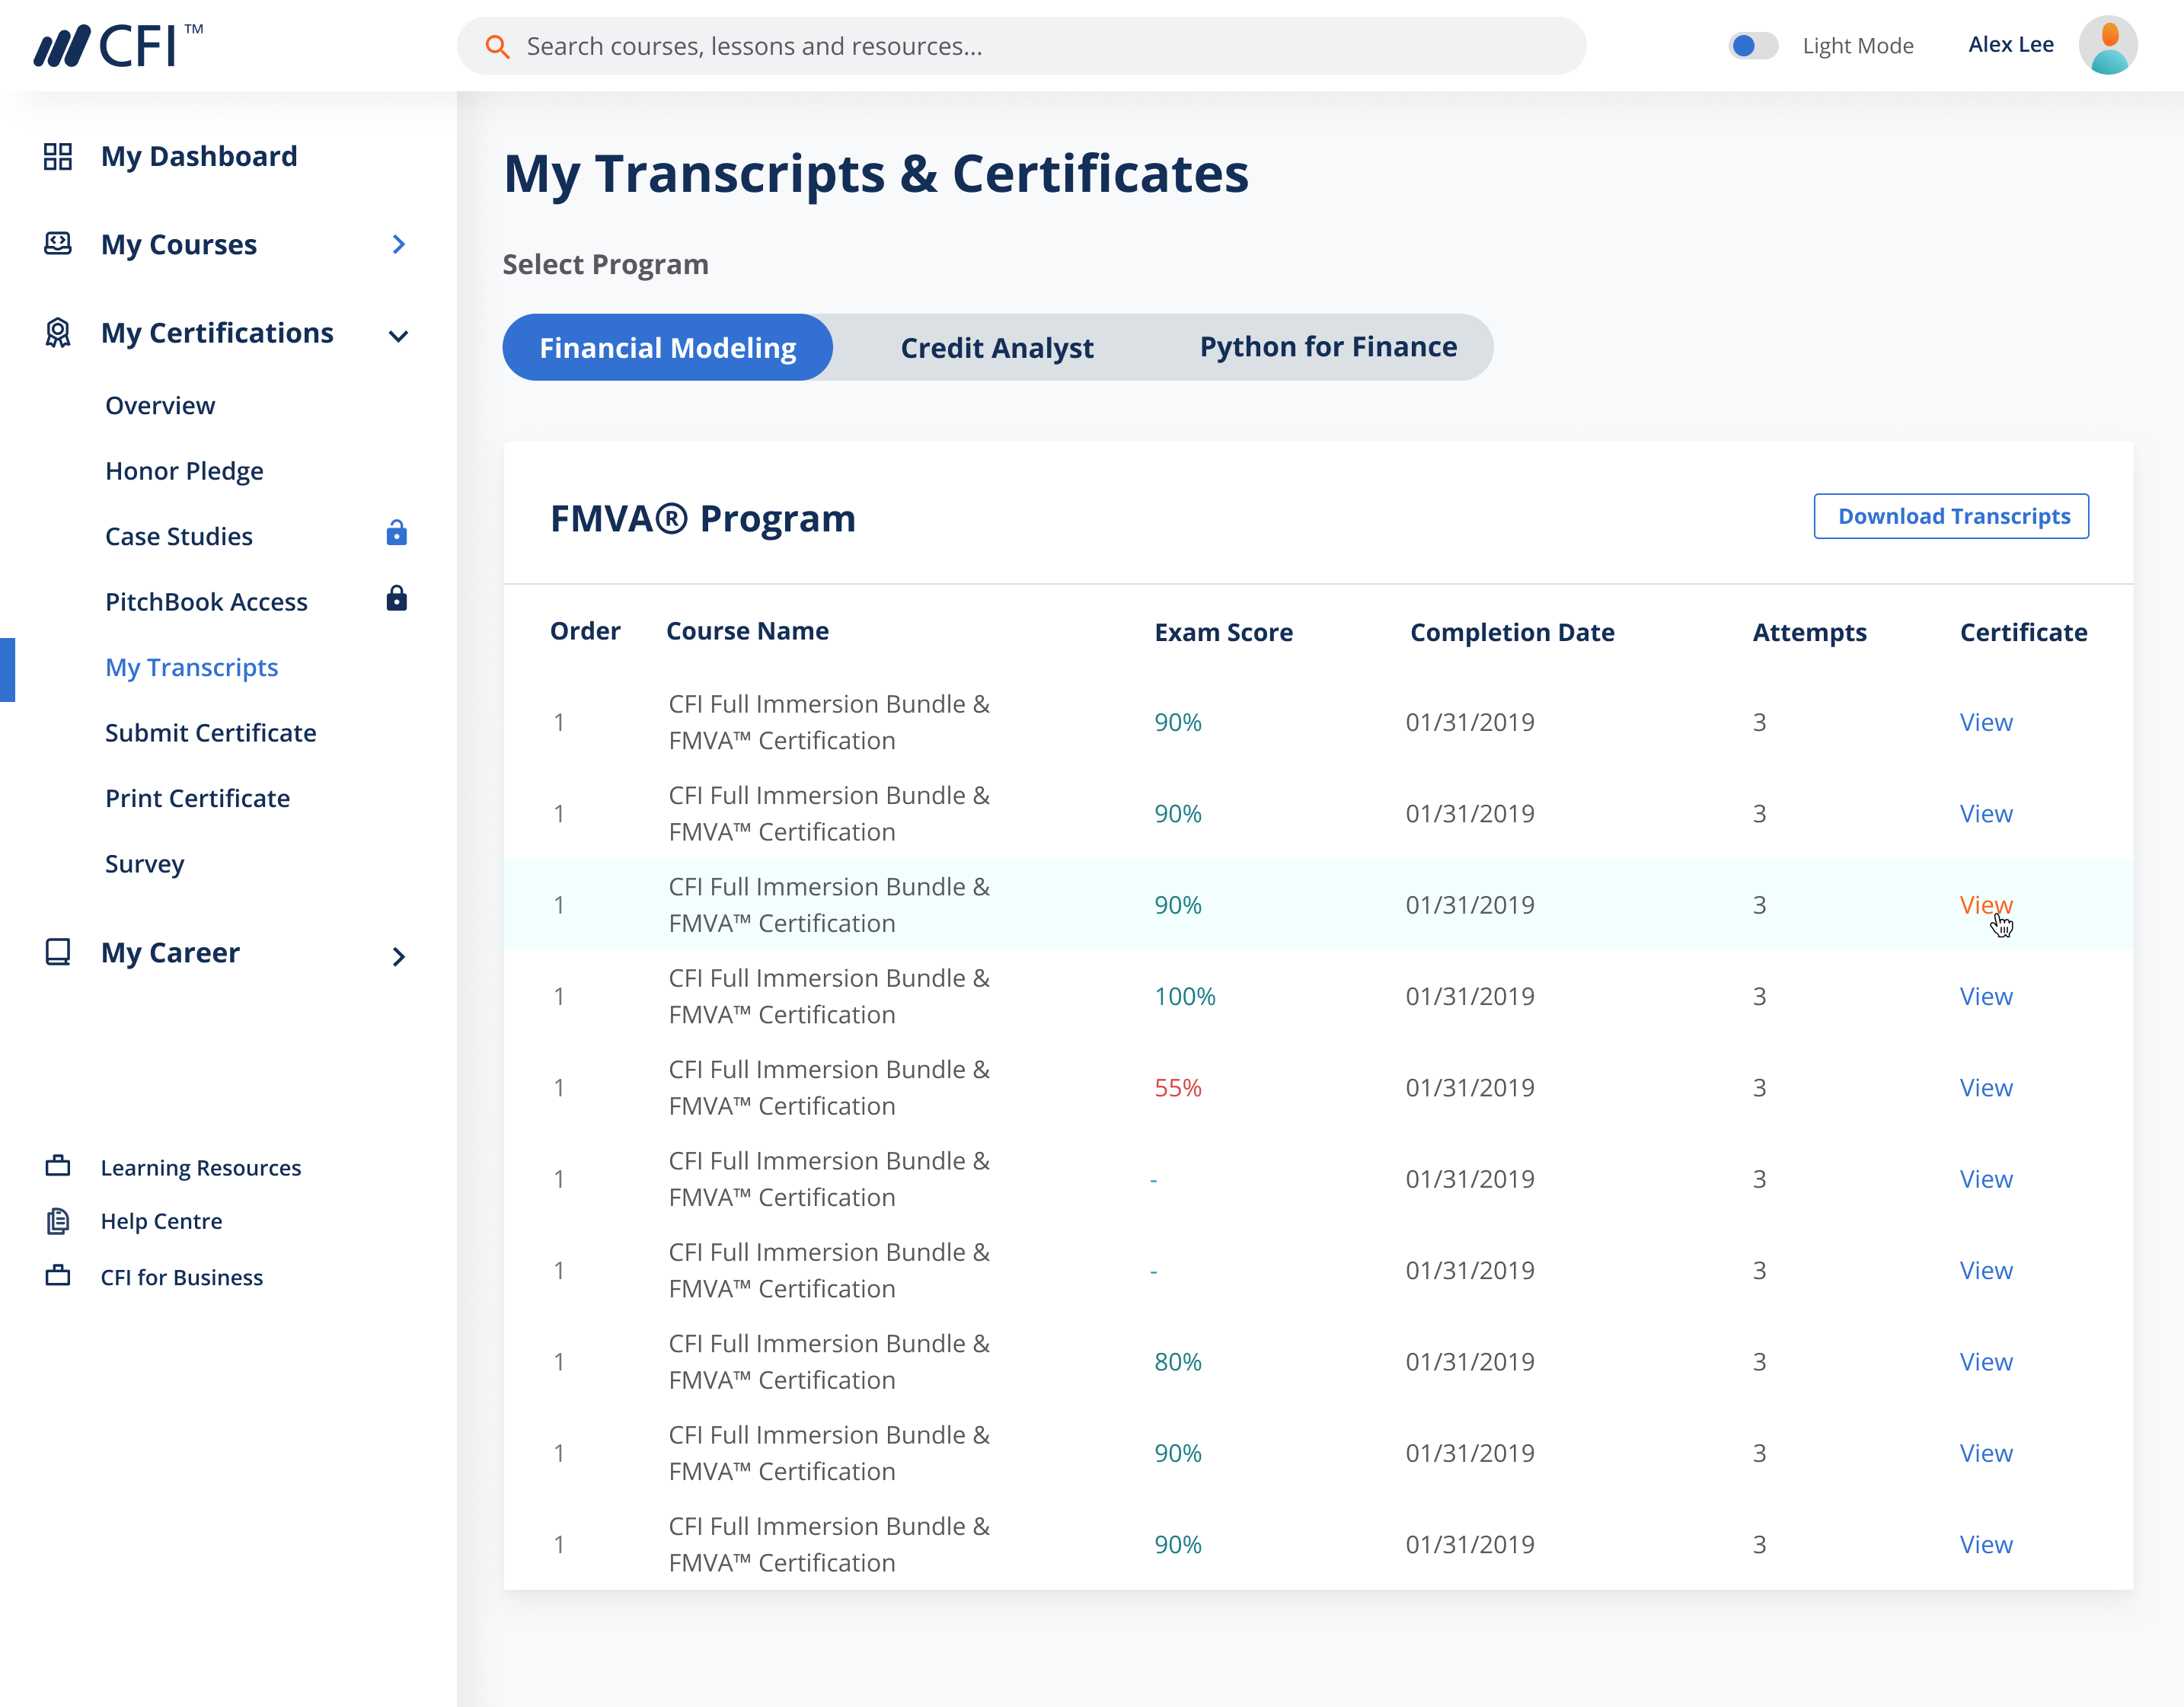 CFI™
Search courses, lessons and resources...
Light Mode
Alex Lee
My Dashboard
My Courses
My Certifications
Overview
Honor Pledge
Case Studies
PitchBook Access
My Transcripts
Submit Certificate
Print Certificate
Survey
My Career
Learning Resources
Help Centre
CFI for Business
My Transcripts & Certificates
Select Program
Financial Modeling Credit Analyst Python for Finance
FMVA® Program
Download Transcripts
Order Course Name Exam Score Completion Date Attempts Certificate
CFI Full Immersion Bundle &
1 90% 01/31/2019 3 View
FMVA™ Certification
CFI Full Immersion Bundle &
1 90% 01/31/2019 3 View
FMVA™ Certification
CFI Full Immersion Bundle &
1 90% 01/31/2019 3 View
FMVA™ Certification
CFI Full Immersion Bundle &
1 100% 01/31/2019 3 View
FMVA™ Certification
CFI Full Immersion Bundle &
1 55% 01/31/2019 3 View
FMVA™ Certification
CFI Full Immersion Bundle &
1 - 01/31/2019 3 View
FMVA™ Certification
CFI Full Immersion Bundle &
1 - 01/31/2019 3 View
FMVA™ Certification
CFI Full Immersion Bundle &
1 80% 01/31/2019 3 View
FMVA™ Certification
CFI Full Immersion Bundle &
1 90% 01/31/2019 3 View
FMVA™ Certification
CFI Full Immersion Bundle &
1 90% 01/31/2019 3 View
FMVA™ Certification